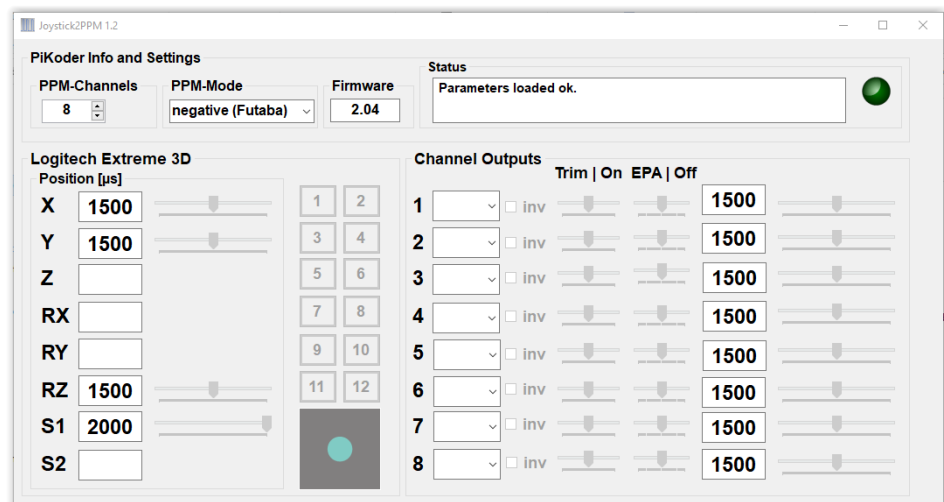 Joystick2PPM 1.2
PiKoder Info and Settings
PPM-Channels
8
PPM-Mode
negative (Futaba)
Firmware
2.04
Status
Parameters loaded ok.
Logitech Extreme 3D
Position [µs]
X 1500
Y 1500
Z
RX
RY
RZ 1500
S1 2000
S2
1 2
3 4
5 6
7 8
9 10
11 12
Channel Outputs
Trim | On EPA | Off
1 inv 1500
2 inv 1500
3 inv 1500
4 inv 1500
5 inv 1500
6 inv 1500
7 inv 1500
8 inv 1500